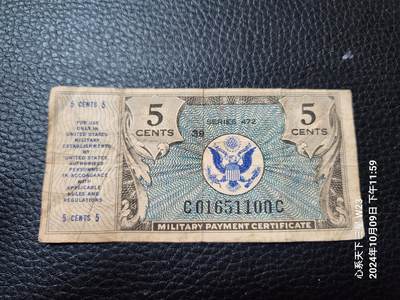 5 CENTS 5
FOR USE
ONLY IN
UNITED STATES
MILITARY
ESTABLISHMENTS
BY
UNITED STATES
AUTHORIZED
PERSONNEL
IN ACCORDANCE
WITH
APPLICABLE
RULES AND
REGULATIONS
5 CENTS 5
5
CENTS
SERIES 472
39
5
CENTS
C01651100C
MILITARY PAYMENT CERTIFICATE
2024年10月09日 下午11:59